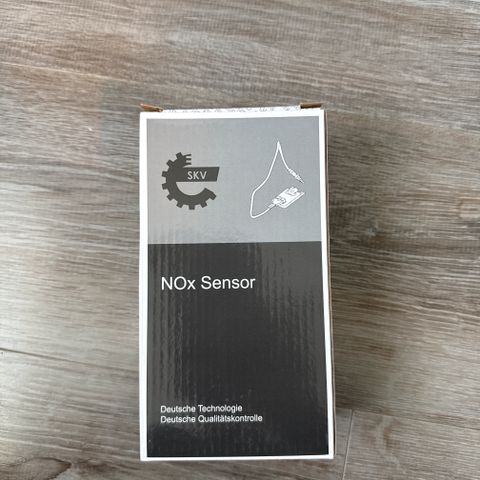 SKV
NOx Sensor
Deutsche Technologie
Deutsche Qualitätskontrolle